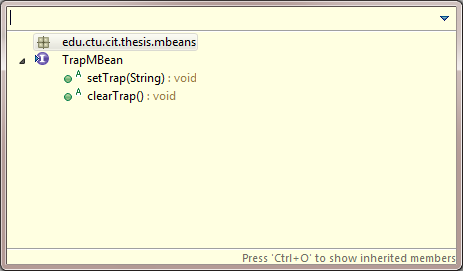 edu.ctu.cit.thesis.mbeans
TrapMBean
setTrap(String) : void
clearTrap() : void
Press 'Ctrl+O' to show inherited members